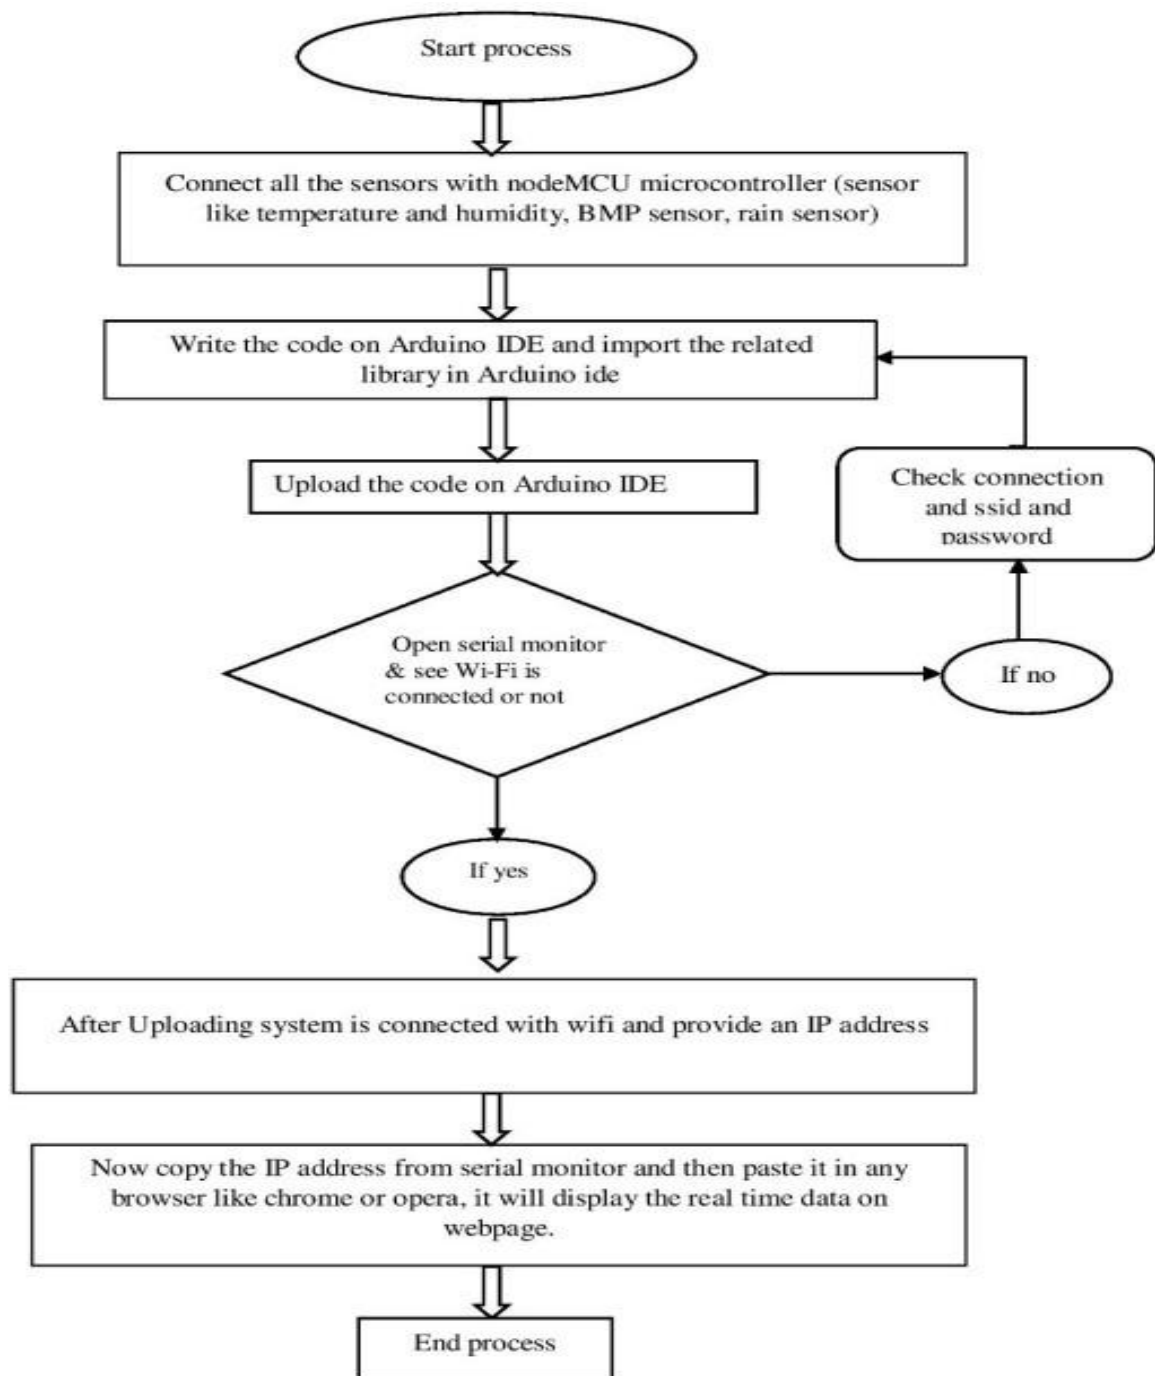 Start process
Connect all the sensors with nodeMCU microcontroller (sensor
like temperature and humidity, BMP sensor, rain sensor)
Write the code on Arduino IDE and import the related
library in Arduino ide
Upload the code on Arduino IDE
Check connection
and ssid and
password
Open serial monitor
& see Wi-Fi is
connected or not
If no
If yes
After Uploading system is connected with wifi and provide an IP address
Now copy the IP address from serial monitor and then paste it in any
browser like chrome or opera, it will display the real time data on
webpage.
End process